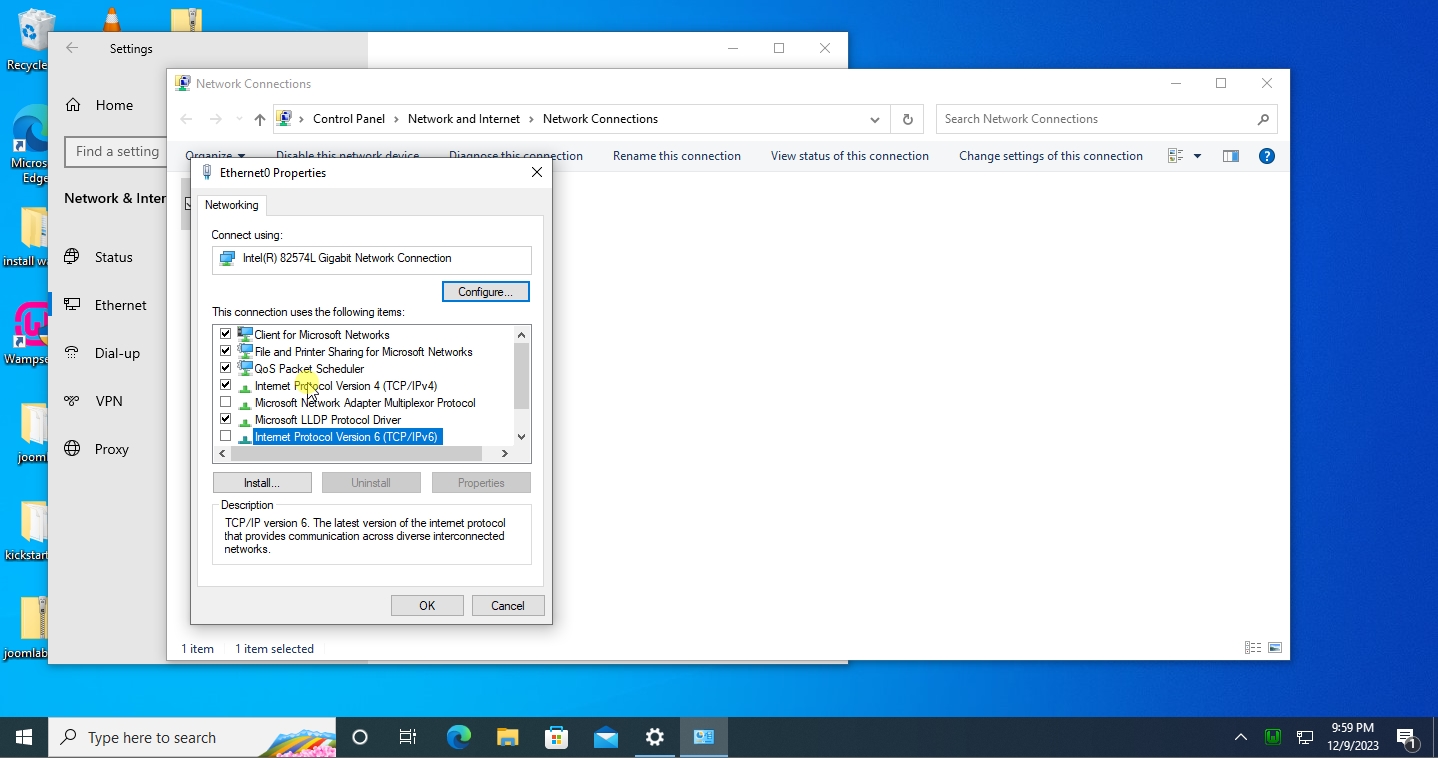 Recycle
Micros
Edge
install wa
Wampse
joom
kickstart
joomlab
Settings
Home
Find a setting
Network & Inter
Status
Ethernet
Dial-up
VPN
Proxy
Network Connections
Control Panel > Network and Internet > Network Connections
Search Network Connections
Organize
Disable this network device
Diagnose this connection
Rename this connection
View status of this connection
Change settings of this connection
Ethernet0 Properties
Networking
Connect using:
Intel(R) 82574L Gigabit Network Connection
Configure...
This connection uses the following items:
Client for Microsoft Networks
File and Printer Sharing for Microsoft Networks
QoS Packet Scheduler
Internet Protocol Version 4 (TCP/IPv4)
Microsoft Network Adapter Multiplexor Protocol
Microsoft LLDP Protocol Driver
Internet Protocol Version 6 (TCP/IPv6)
Install...
Uninstall
Properties
Description
TCP/IP version 6. The latest version of the internet protocol
that provides communication across diverse interconnected
networks.
OK
Cancel
1 item
1 item selected
Type here to search
9:59 PM
12/9/2023
1